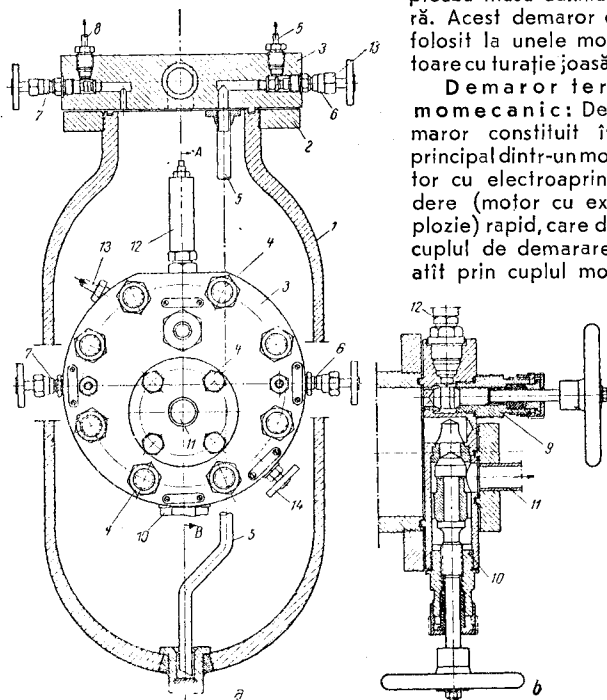 ră. Acest demaror
folosit la unele mo
toare cu turație joasă
Demaror ter
momecanic: De
maror constituit în
principal dintr-un mo
tor cu electroaprin
dere (motor cu ex
plozie) rapid, care d
cuplul de demarare
atît prin cuplul mo
8
5
3
13
7
6
2
5
A
12
1
13
4
3
4
7
6
11
14
4
10
B
5
a
12
9
11
10
b